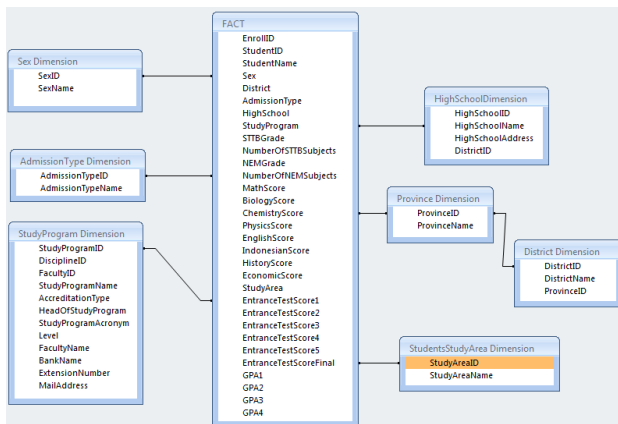 FACT
EnrollID
StudentID
StudentName
Sex
District
AdmissionType
HighSchool
StudyProgram
STTBGrade
NumberOfSTTBSubjects
NEMGrade
NumberOfNEMSubjects
MathScore
BiologyScore
ChemistryScore
PhysicsScore
EnglishScore
IndonesianScore
HistoryScore
EconomicScore
StudyArea
EntranceTestScore1
EntranceTestScore2
EntranceTestScore3
EntranceTestScore4
EntranceTestScore5
EntranceTestScoreFinal
GPA1
GPA2
GPA3
GPA4
Sex Dimension
SexID
SexName
AdmissionType Dimension
AdmissionTypeID
AdmissionTypeName
StudyProgram Dimension
StudyProgramID
DisciplineID
FacultyID
StudyProgramName
AccreditationType
HeadOfStudyProgram
StudyProgramAcronym
Level
FacultyName
BankName
ExtensionNumber
MailAddress
HighSchoolDimension
HighSchoolID
HighSchoolName
HighSchoolAddress
DistrictID
Province Dimension
ProvinceID
ProvinceName
District Dimension
DistrictID
DistrictName
ProvinceID
StudentsStudyArea Dimension
StudyAreaID
StudyAreaName